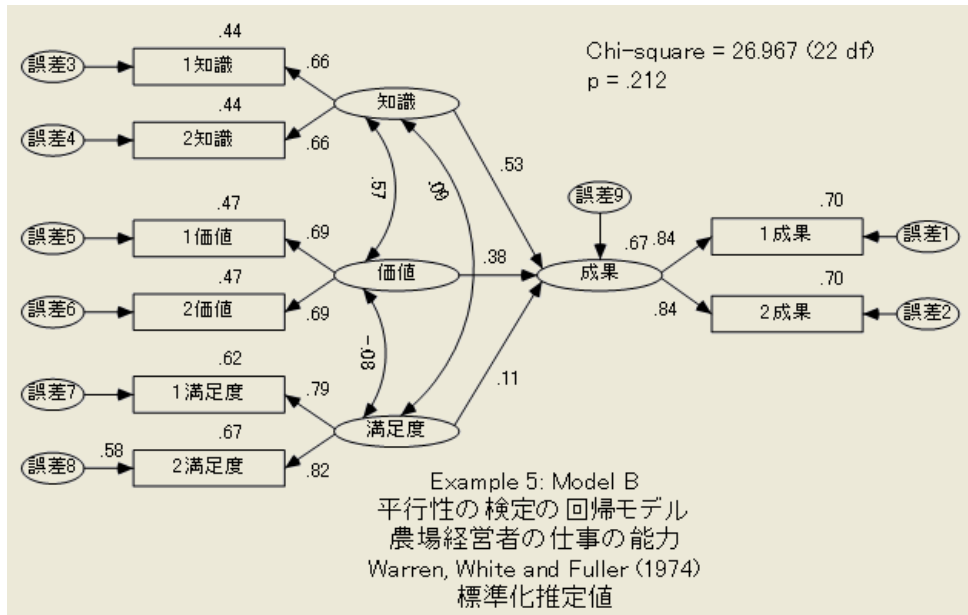 .44
誤差3
1知識
.66
Chi-square = 26.967 (22 df)
p = .212
知識
.44
誤差4
2知識
.66
.57
.09
.53
誤差9
.47
誤差5
1価値
.69
価値
.38
.67
成果
.84
.70
1成果
誤差1
.47
誤差6
2価値
.69
.84
.70
2成果
誤差2
-.08
.62
誤差7
1満足度
.79
.11
満足度
.67
誤差8
.58
2満足度
.82
Example 5: Model B
平行性の検定の回帰モデル
農場経営者の仕事の能力
Warren, White and Fuller (1974)
標準化推定値